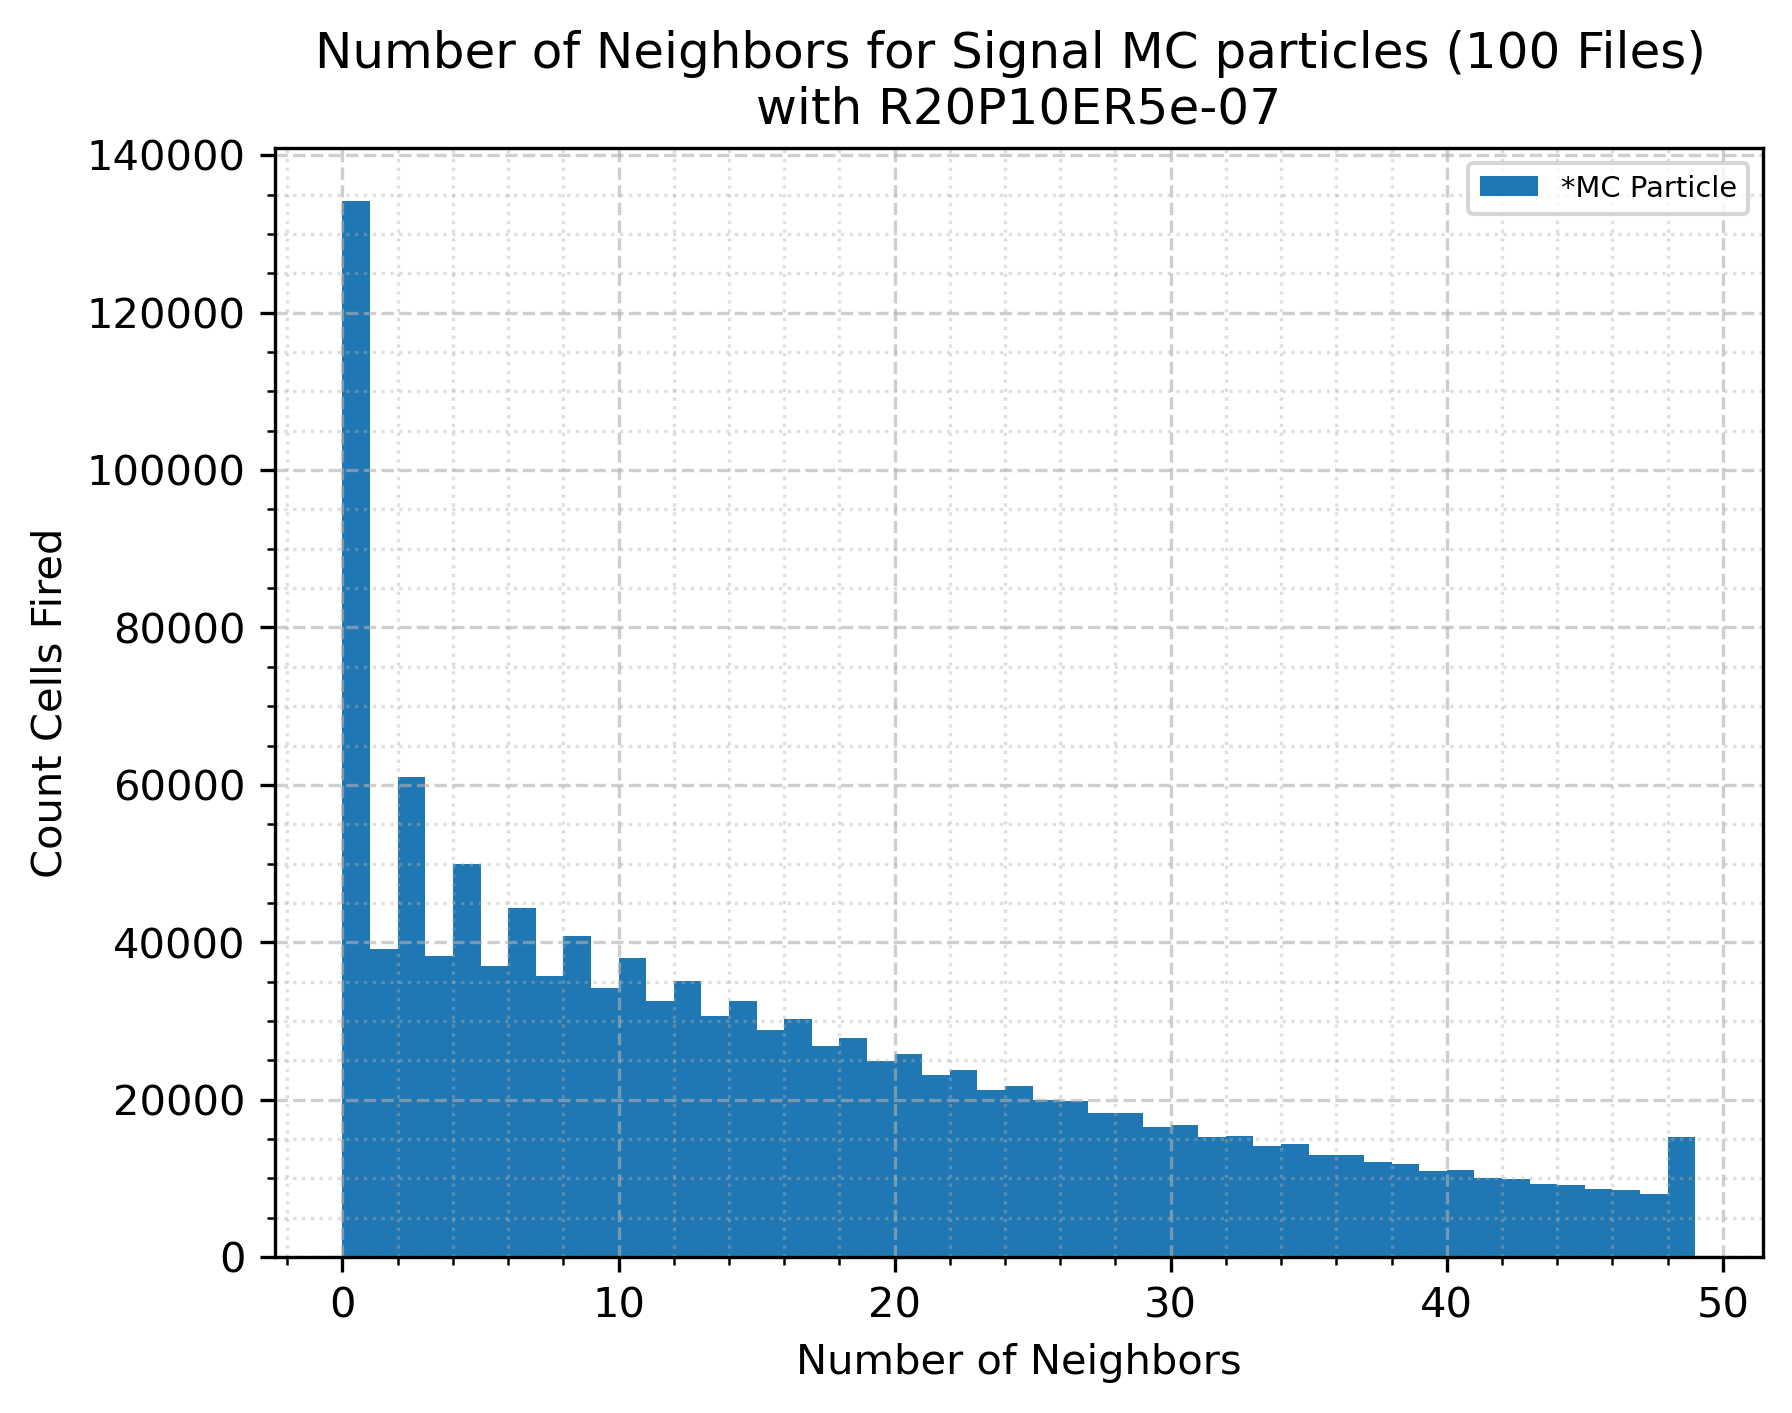 Number of Neighbors for Signal MC particles (100 Files)
with R20P10ER5e-07
140000
120000
100000
80000
60000
40000
20000
0
Count Cells Fired
*MC Particle
0 10 20 30 40 50
Number of Neighbors